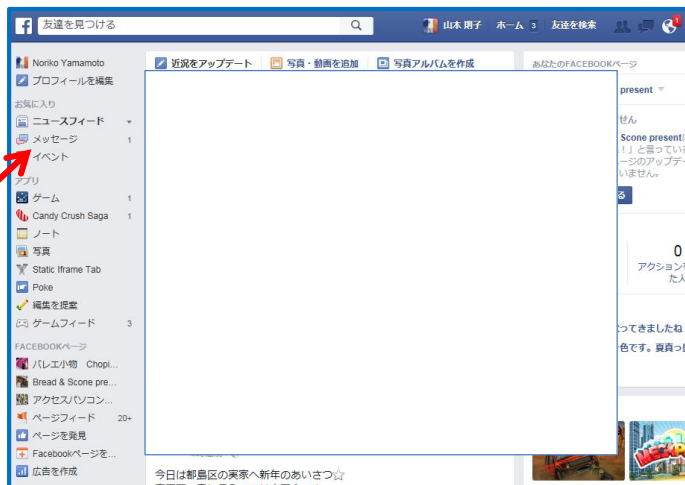 f
友達を見つける
山本 朋子 ホーム 3 友達を検索
Noriko Yamamoto
プロフィールを編集
お気に入り
ニュースフィード
メッセージ 1
イベント
アプリ
ゲーム 1
Candy Crush Saga 1
ノート
写真
Static Iframe Tab
Poke
編集を提案
ゲームフィード 3
FACEBOOKページ
バレエ小物 Chopi...
Bread & Scone pre...
アクセスパソコン...
ページフィード 20+
ページを発見
Facebookページを...
広告を作成
近況をアップデート 写真・動画を追加 写真アルバムを作成
今日は都島区の実家へ新年のあいさつ☆
あなたのFACEBOOKページ
present
せん
Scone present
！」と言ってい
ージのアップデー
いません。
る
0
アクションを
た人
ってきましたね
色です。夏真っ